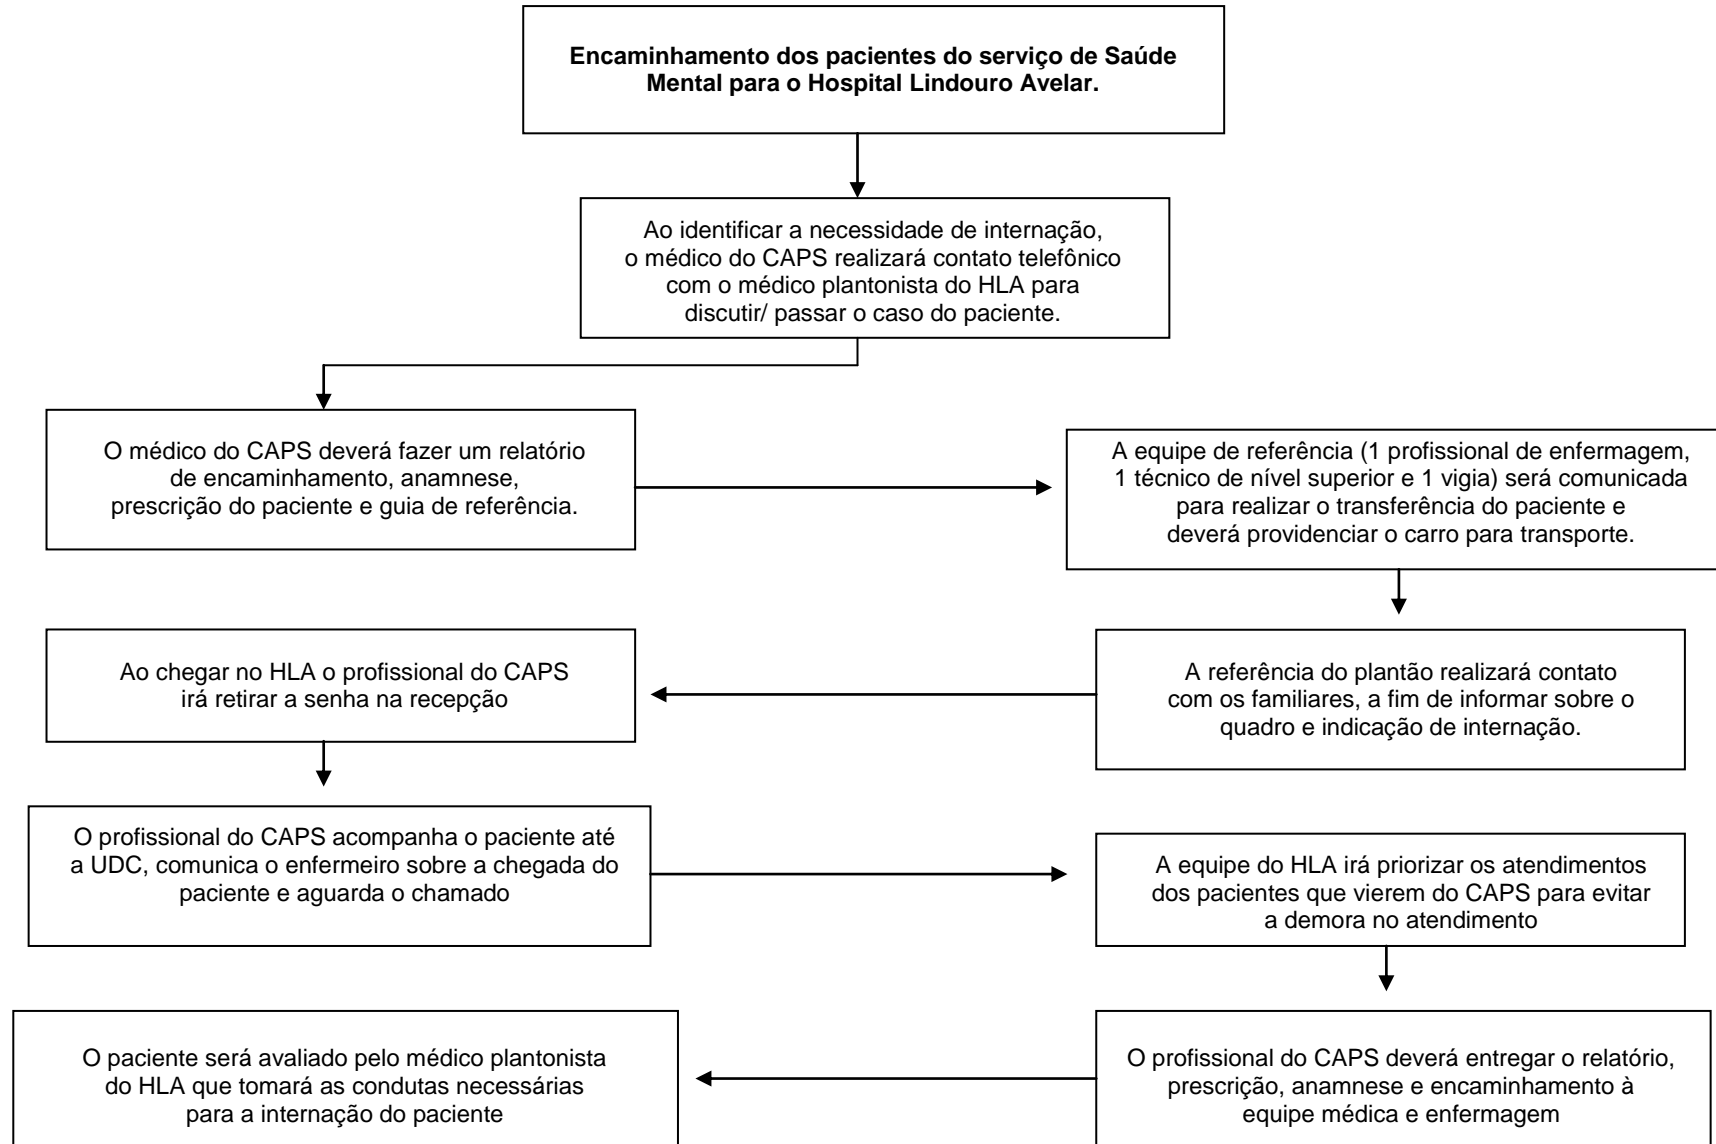 Encaminhamento dos pacientes do serviço de Saúde
Mental para o Hospital Lindouro Avelar.
Ao identificar a necessidade de internação,
o médico do CAPS realizará contato telefônico
com o médico plantonista do HLA para
discutir/ passar o caso do paciente.
O médico do CAPS deverá fazer um relatório
de encaminhamento, anamnese,
prescrição do paciente e guia de referência.
A equipe de referência (1 profissional de enfermagem,
1 técnico de nível superior e 1 vigia) será comunicada
para realizar o transferência do paciente e
deverá providenciar o carro para transporte.
A referência do plantão realizará contato
com os familiares, a fim de informar sobre o
quadro e indicação de internação.
Ao chegar no HLA o profissional do CAPS
irá retirar a senha na recepção
O profissional do CAPS acompanha o paciente até
a UDC, comunica o enfermeiro sobre a chegada do
paciente e aguarda o chamado
A equipe do HLA irá priorizar os atendimentos
dos pacientes que vierem do CAPS para evitar
a demora no atendimento
O profissional do CAPS deverá entregar o relatório,
prescrição, anamnese e encaminhamento à
equipe médica e enfermagem
O paciente será avaliado pelo médico plantonista
do HLA que tomará as condutas necessárias
para a internação do paciente